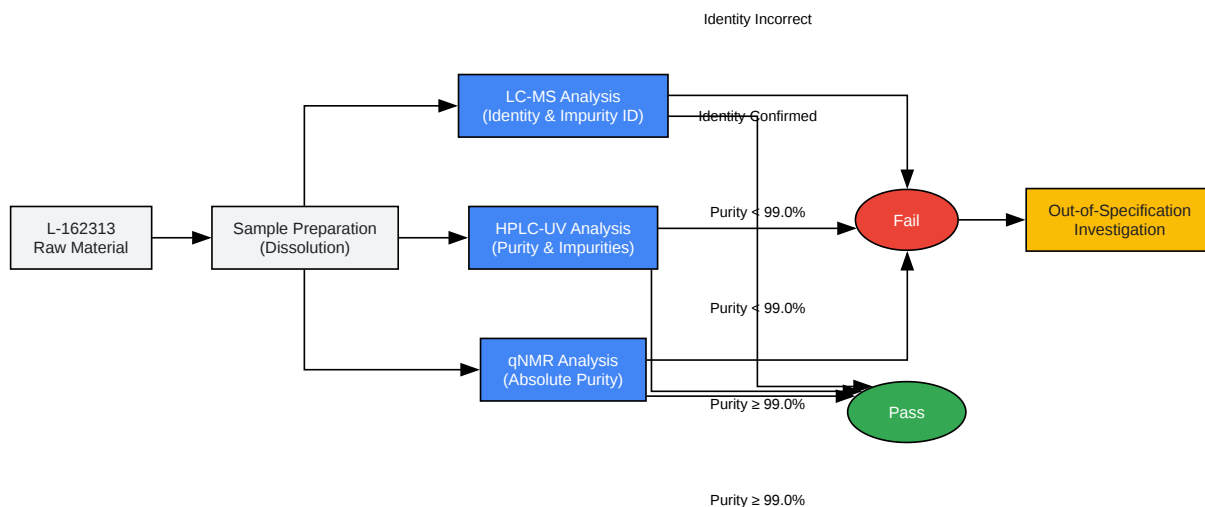 Identity Incorrect
LC-MS Analysis
(Identity & Impurity ID)
Identity Confirmed
L-162313
Raw Material
Sample Preparation
(Dissolution)
HPLC-UV Analysis
(Purity & Impurities)
Purity < 99.0%
Fail
Out-of-Specification
Investigation
Purity < 99.0%
qNMR Analysis
(Absolute Purity)
Purity ≥ 99.0%
Pass
Purity ≥ 99.0%